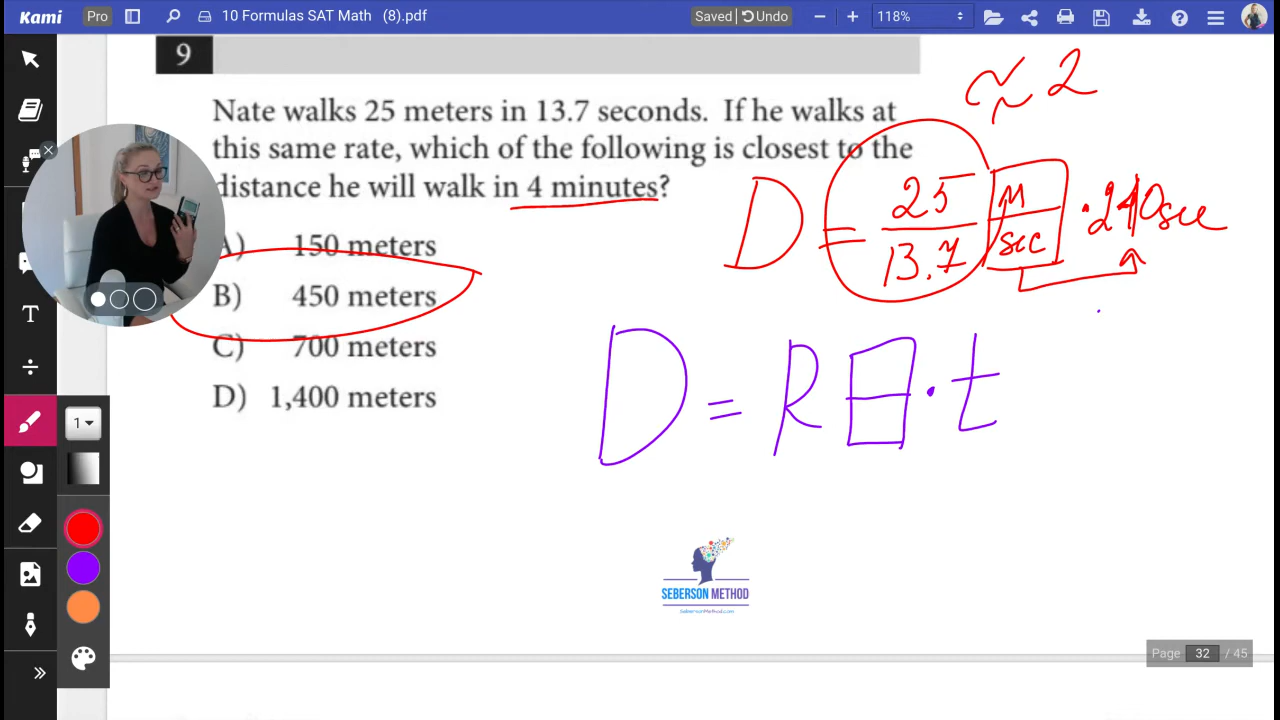 Kami
Pro
10 Formulas SAT Math (8).pdf
Saved
Undo
118%
9
Nate walks 25 meters in 13.7 seconds. If he walks at
this same rate, which of the following is closest to the
distance he will walk in 4 minutes?
A) 150 meters
B) 450 meters
C) 700 meters
D) 1,400 meters
≈ 2
D = 25/13.7 M/sec · 240sec
D = R · t
T
1
SEBERSON METHOD
SebersonMethod.com
Page 32 / 45